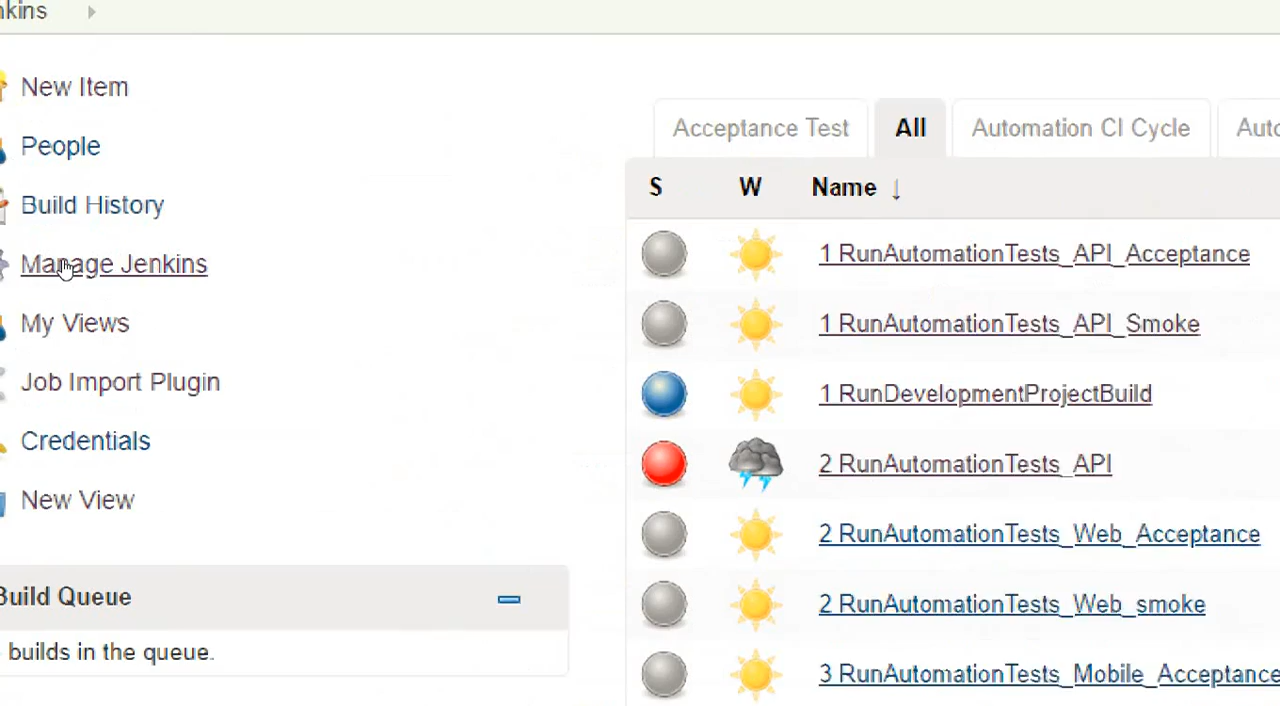 nkins
New Item
People
Build History
Manage Jenkins
My Views
Job Import Plugin
Credentials
New View
Build Queue
builds in the queue.
Acceptance Test
All
Automation CI Cycle
Auto
S W Name ↓
1 RunAutomationTests_API_Acceptance
1 RunAutomationTests_API_Smoke
1 RunDevelopmentProjectBuild
2 RunAutomationTests_API
2 RunAutomationTests_Web_Acceptance
2 RunAutomationTests_Web_smoke
3 RunAutomationTests_Mobile_Acceptance